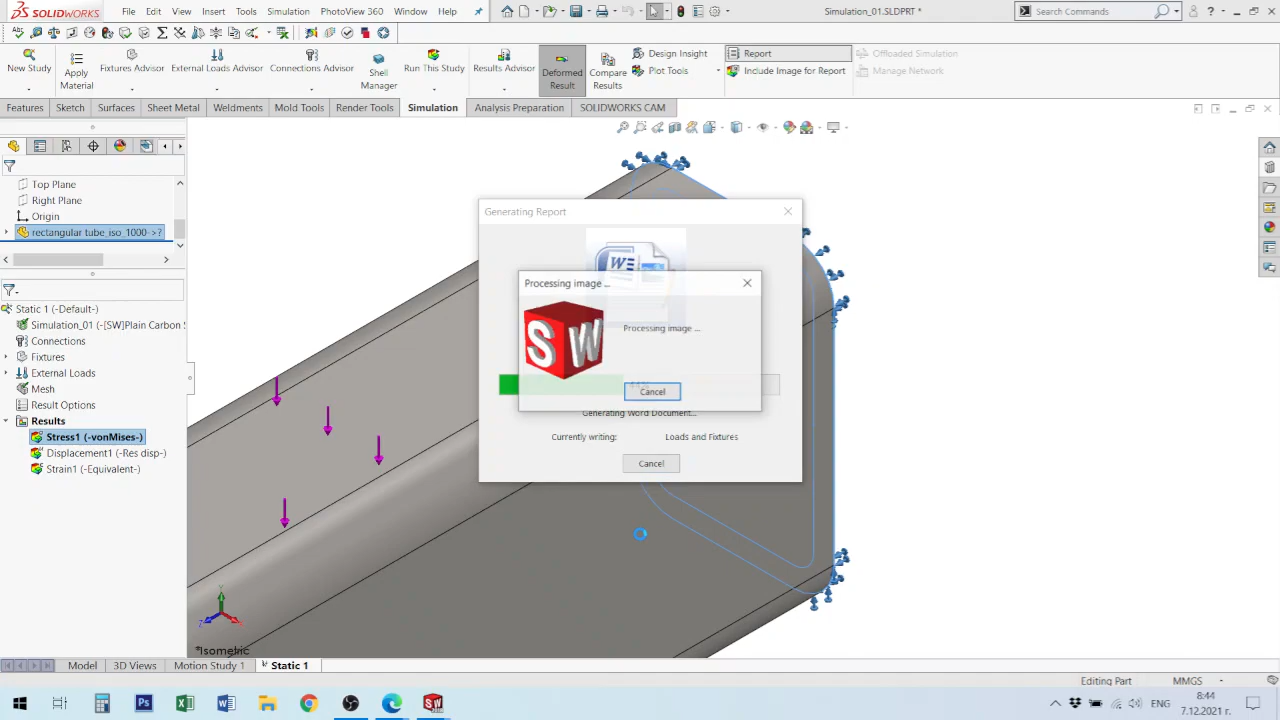 SOLIDWORKS File Edit View Insert Tools Simulation PhotoView 360 Window Help Simulation_01.SLDPRT * Search Commands
New Study
Apply Material
Fixtures Advisor
External Loads Advisor
Connections Advisor
Shell Manager
Run This Study
Results Advisor
Deformed Result
Compare Results
Design Insight
Plot Tools
Report
Include Image for Report
Offloaded Simulation
Manage Network
Features Sketch Surfaces Sheet Metal Weldments Mold Tools Render Tools Simulation Analysis Preparation SOLIDWORKS CAM
Top Plane
Right Plane
Origin
rectangular tube_iso_1000->?
Static 1 (-Default-)
Simulation_01 (-[SW]Plain Carbon S
Connections
Fixtures
External Loads
Mesh
Result Options
Results
Stress1 (-vonMises-)
Displacement1 (-Res disp-)
Strain1 (-Equivalent-)
Generating Report
W
Processing image ...
SW
Processing image ...
44%
Cancel
Generating Word Document...
Currently writing: Loads and Fixtures
Cancel
Y
Z X
*Isometric
Model 3D Views Motion Study 1 Static 1
Editing Part MMGS
ENG 8:44
7.12.2021 г.